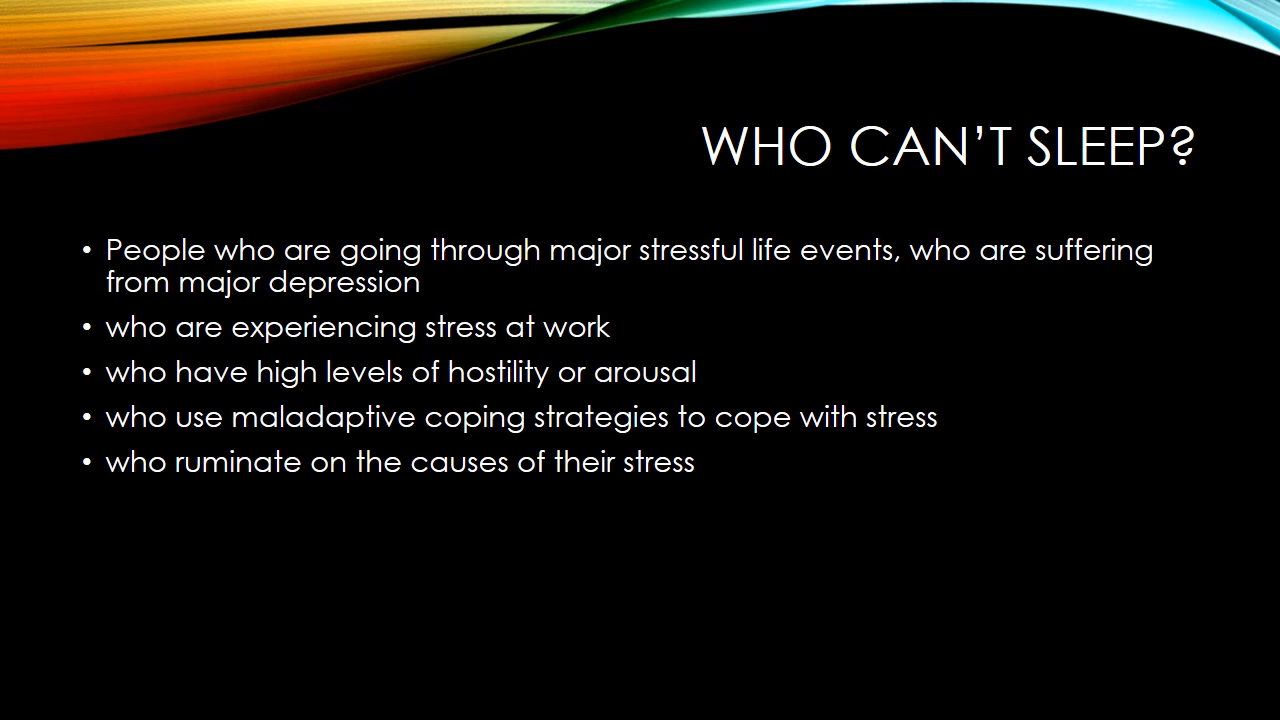 WHO CAN’T SLEEP?
• People who are going through major stressful life events, who are suffering
from major depression
• who are experiencing stress at work
• who have high levels of hostility or arousal
• who use maladaptive coping strategies to cope with stress
• who ruminate on the causes of their stress